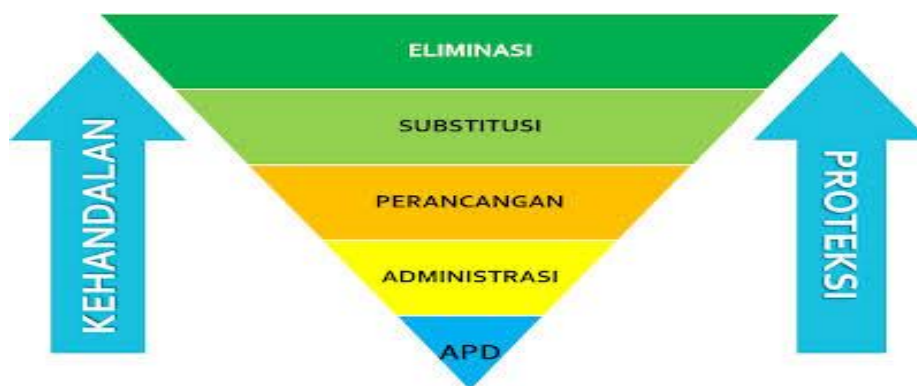 ELIMINASI
SUBSTITUSI
PERANCANGAN
ADMINISTRASI
APD
KEHANDALAN
PROTEKSI